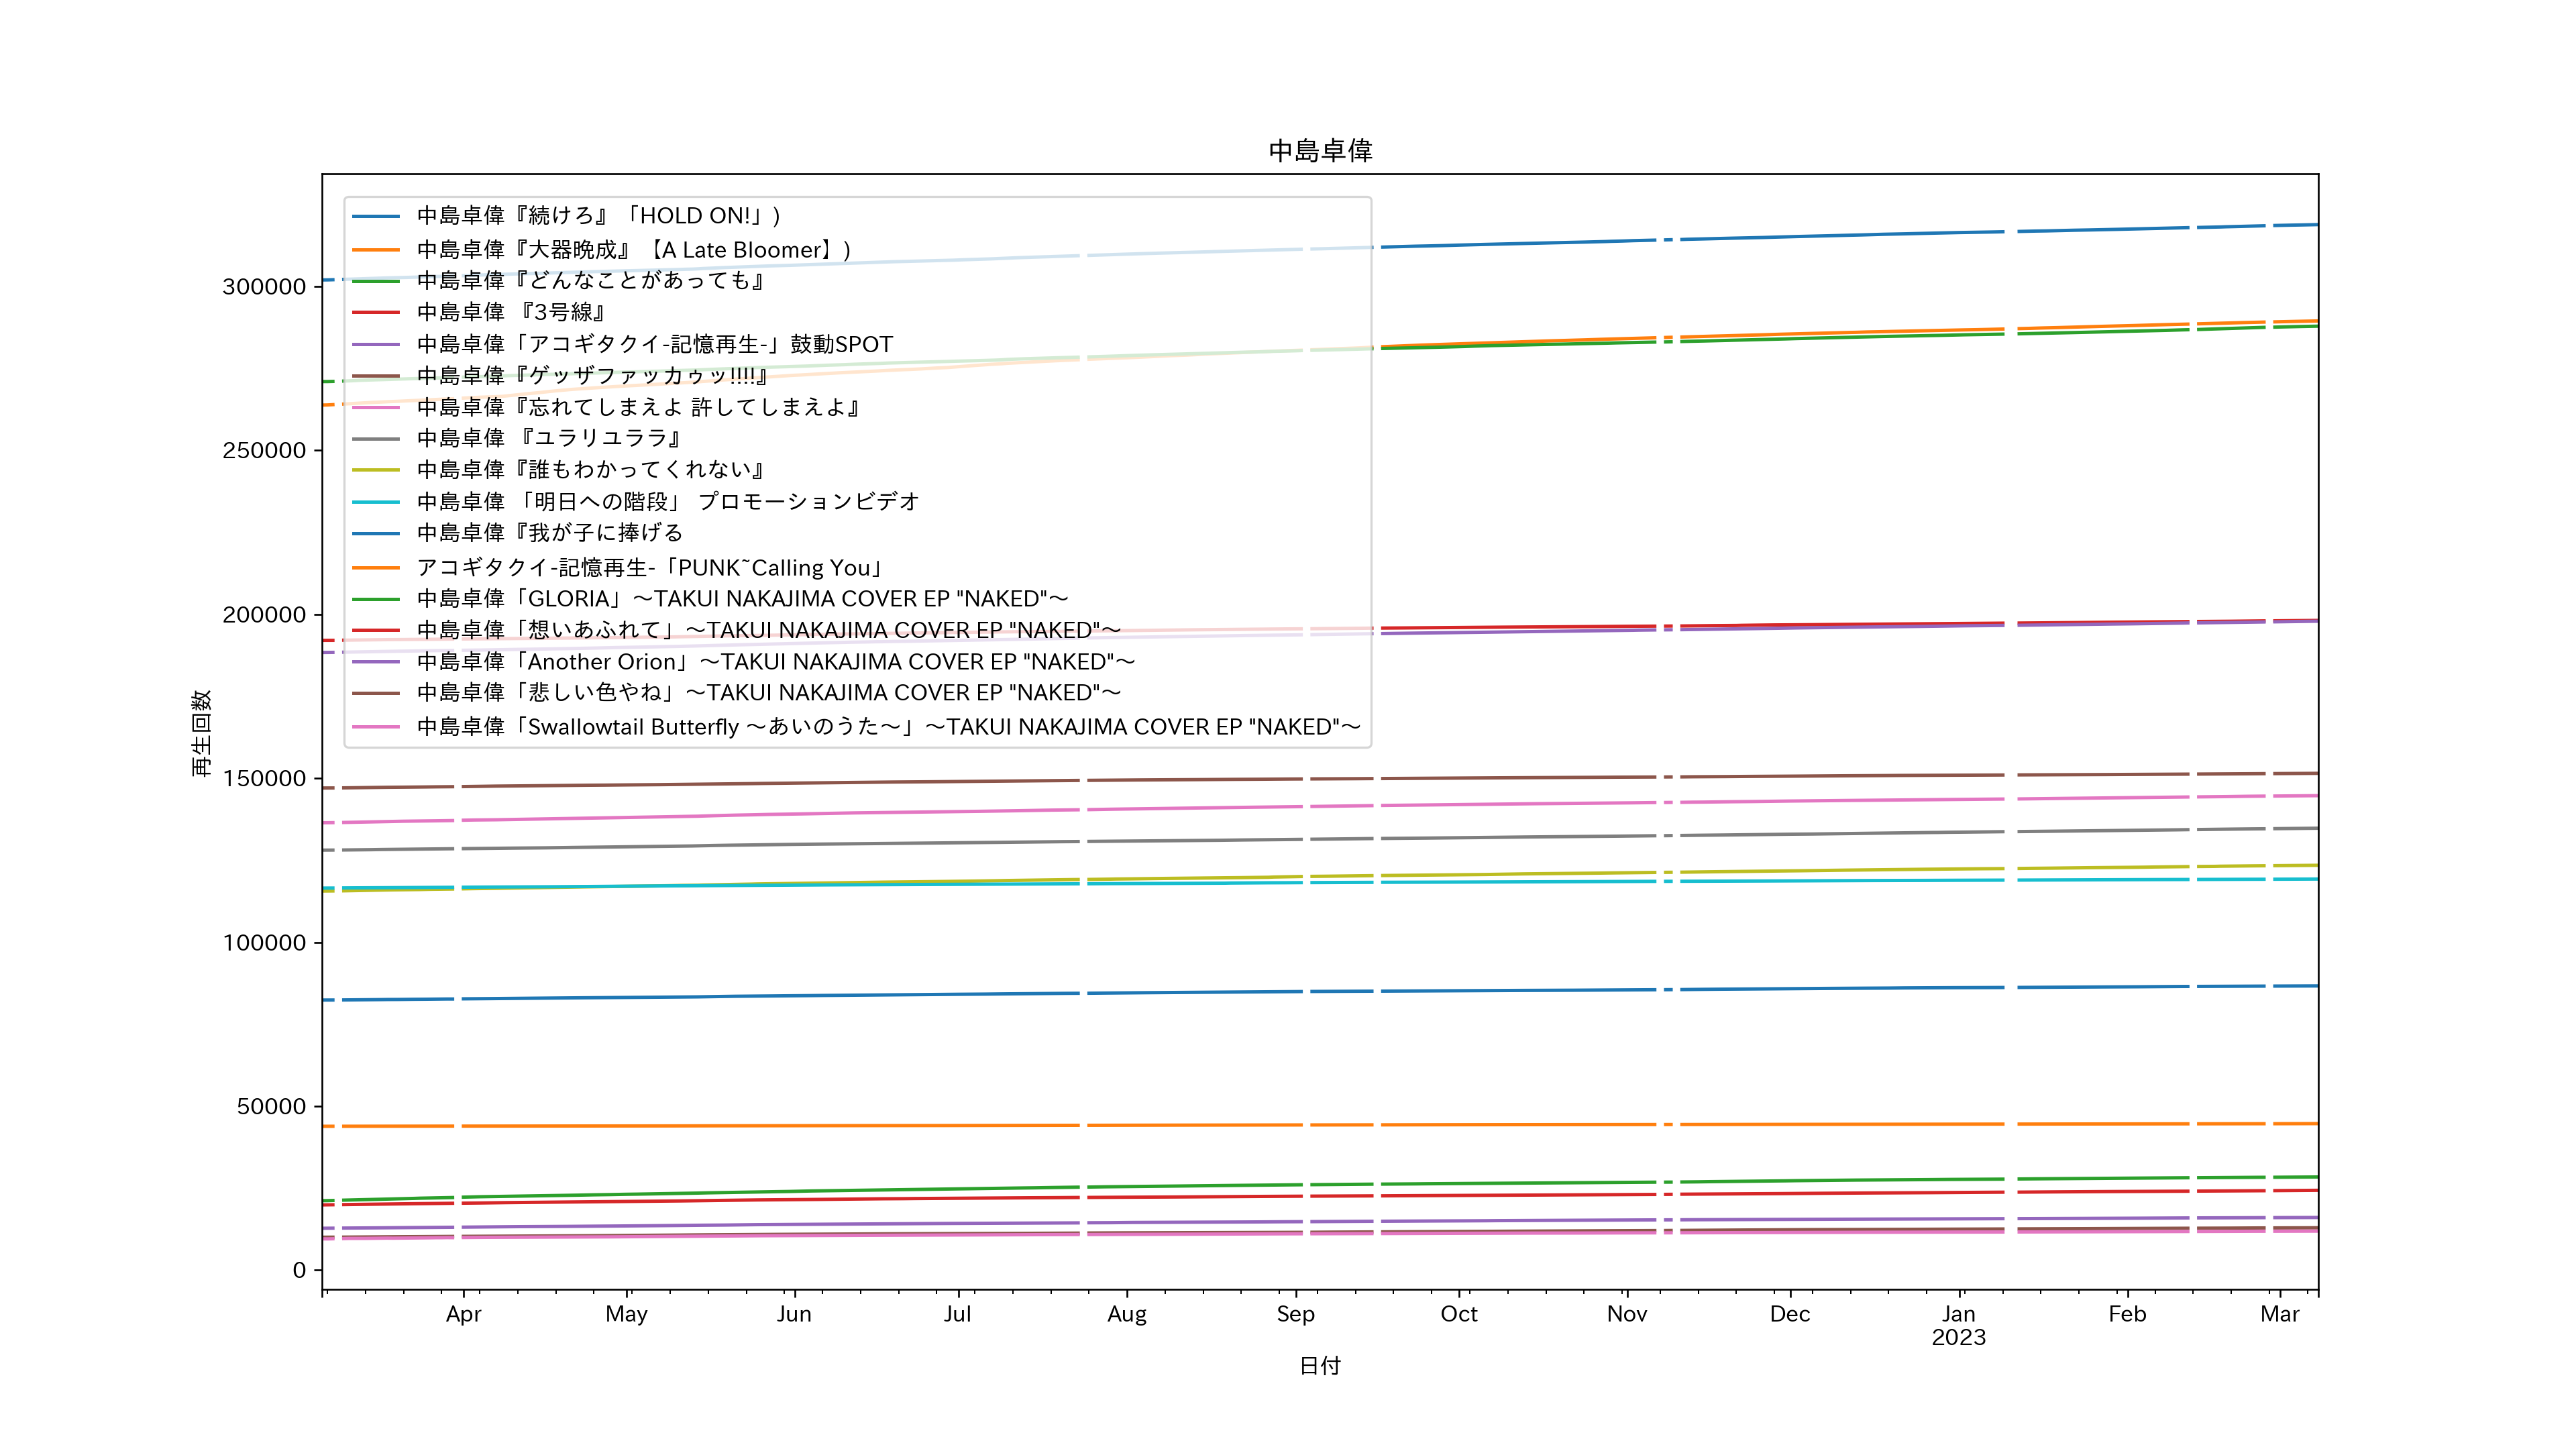 中島卓偉
中島卓偉『続けろ』「HOLD ON!」)
中島卓偉『大器晩成』【A Late Bloomer】)
中島卓偉『どんなことがあっても』
中島卓偉 『3号線』
中島卓偉「アコギタクイ-記憶再生-」鼓動SPOT
中島卓偉『ゲッザファッカゥッ!!!!』
中島卓偉『忘れてしまえよ 許してしまえよ』
中島卓偉 『ユラリユララ』
中島卓偉『誰もわかってくれない』
中島卓偉 「明日への階段」 プロモーションビデオ
中島卓偉『我が子に捧げる
アコギタクイ-記憶再生-「PUNK~Calling You」
中島卓偉「GLORIA」～TAKUI NAKAJIMA COVER EP "NAKED"～
中島卓偉「想いあふれて」～TAKUI NAKAJIMA COVER EP "NAKED"～
中島卓偉「Another Orion」～TAKUI NAKAJIMA COVER EP "NAKED"～
中島卓偉「悲しい色やね」～TAKUI NAKAJIMA COVER EP "NAKED"～
中島卓偉「Swallowtail Butterfly ～あいのうた～」～TAKUI NAKAJIMA COVER EP "NAKED"～
再生回数
300000
250000
200000
150000
100000
50000
0
Apr May Jun Jul Aug Sep Oct Nov Dec Jan Feb Mar
2023
日付